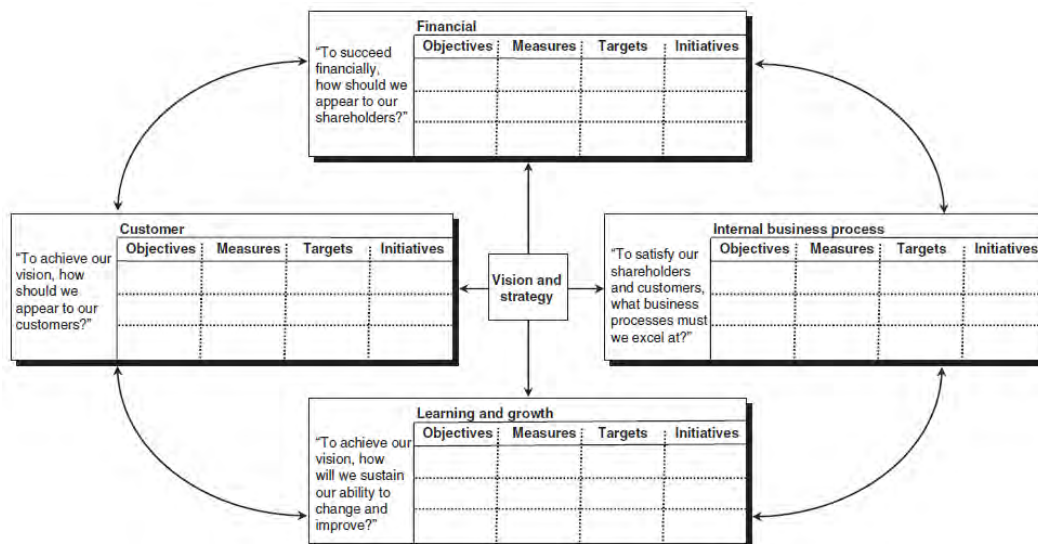 Financial
Objectives Measures Targets Initiatives
“To succeed
financially,
how should we
appear to our
shareholders?”
Customer
Objectives Measures Targets Initiatives
“To achieve our
vision, how
should we
appear to our
customers?”
Vision and
strategy
Internal business process
Objectives Measures Targets Initiatives
“To satisfy our
shareholders
and customers,
what business
processes must
we excel at?”
Learning and growth
Objectives Measures Targets Initiatives
“To achieve our
vision, how
will we sustain
our ability to
change and
improve?”